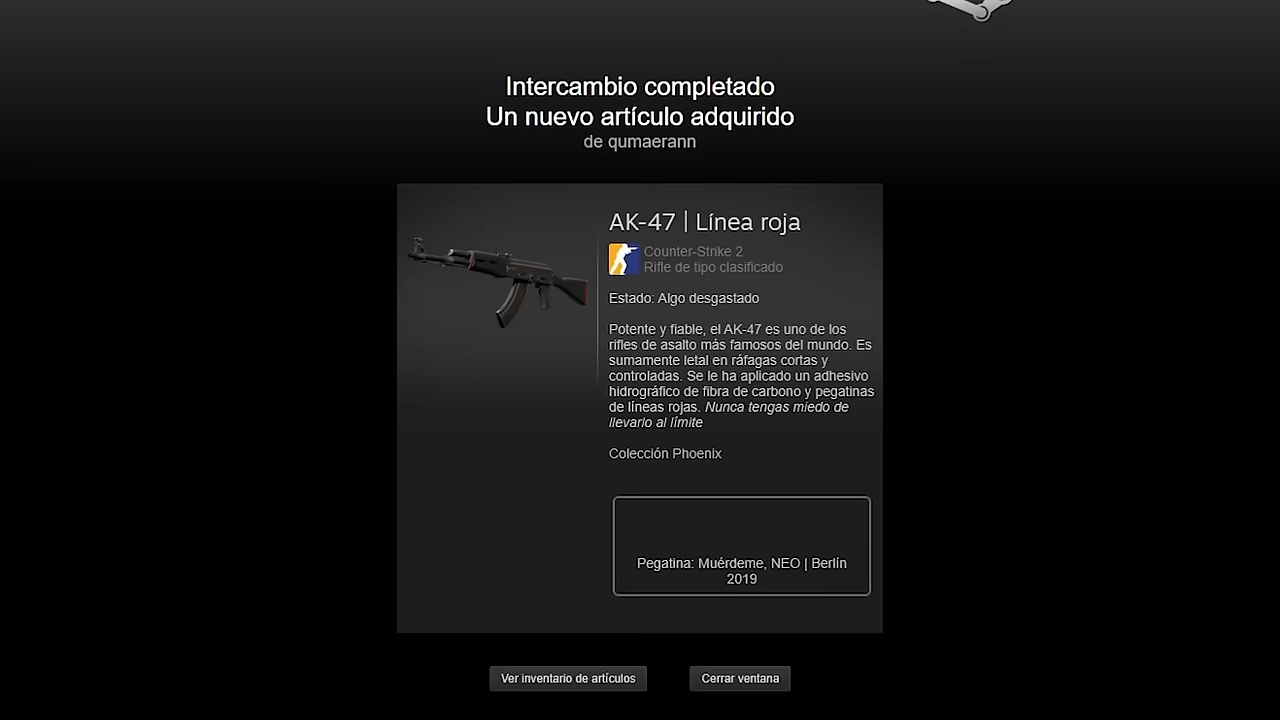 Intercambio completado
Un nuevo artículo adquirido
de qumaerann
AK-47 | Línea roja
Counter-Strike 2
Rifle de tipo clasificado
Estado: Algo desgastado
Potente y fiable, el AK-47 es uno de los
rifles de asalto más famosos del mundo. Es
sumamente letal en ráfagas cortas y
controladas. Se le ha aplicado un adhesivo
hidrográfico de fibra de carbono y pegatinas
de líneas rojas. Nunca tengas miedo de
llevarlo al límite
Colección Phoenix
Pegatina: Muérdeme, NEO | Berlín
2019
Ver inventario de artículos
Cerrar ventana